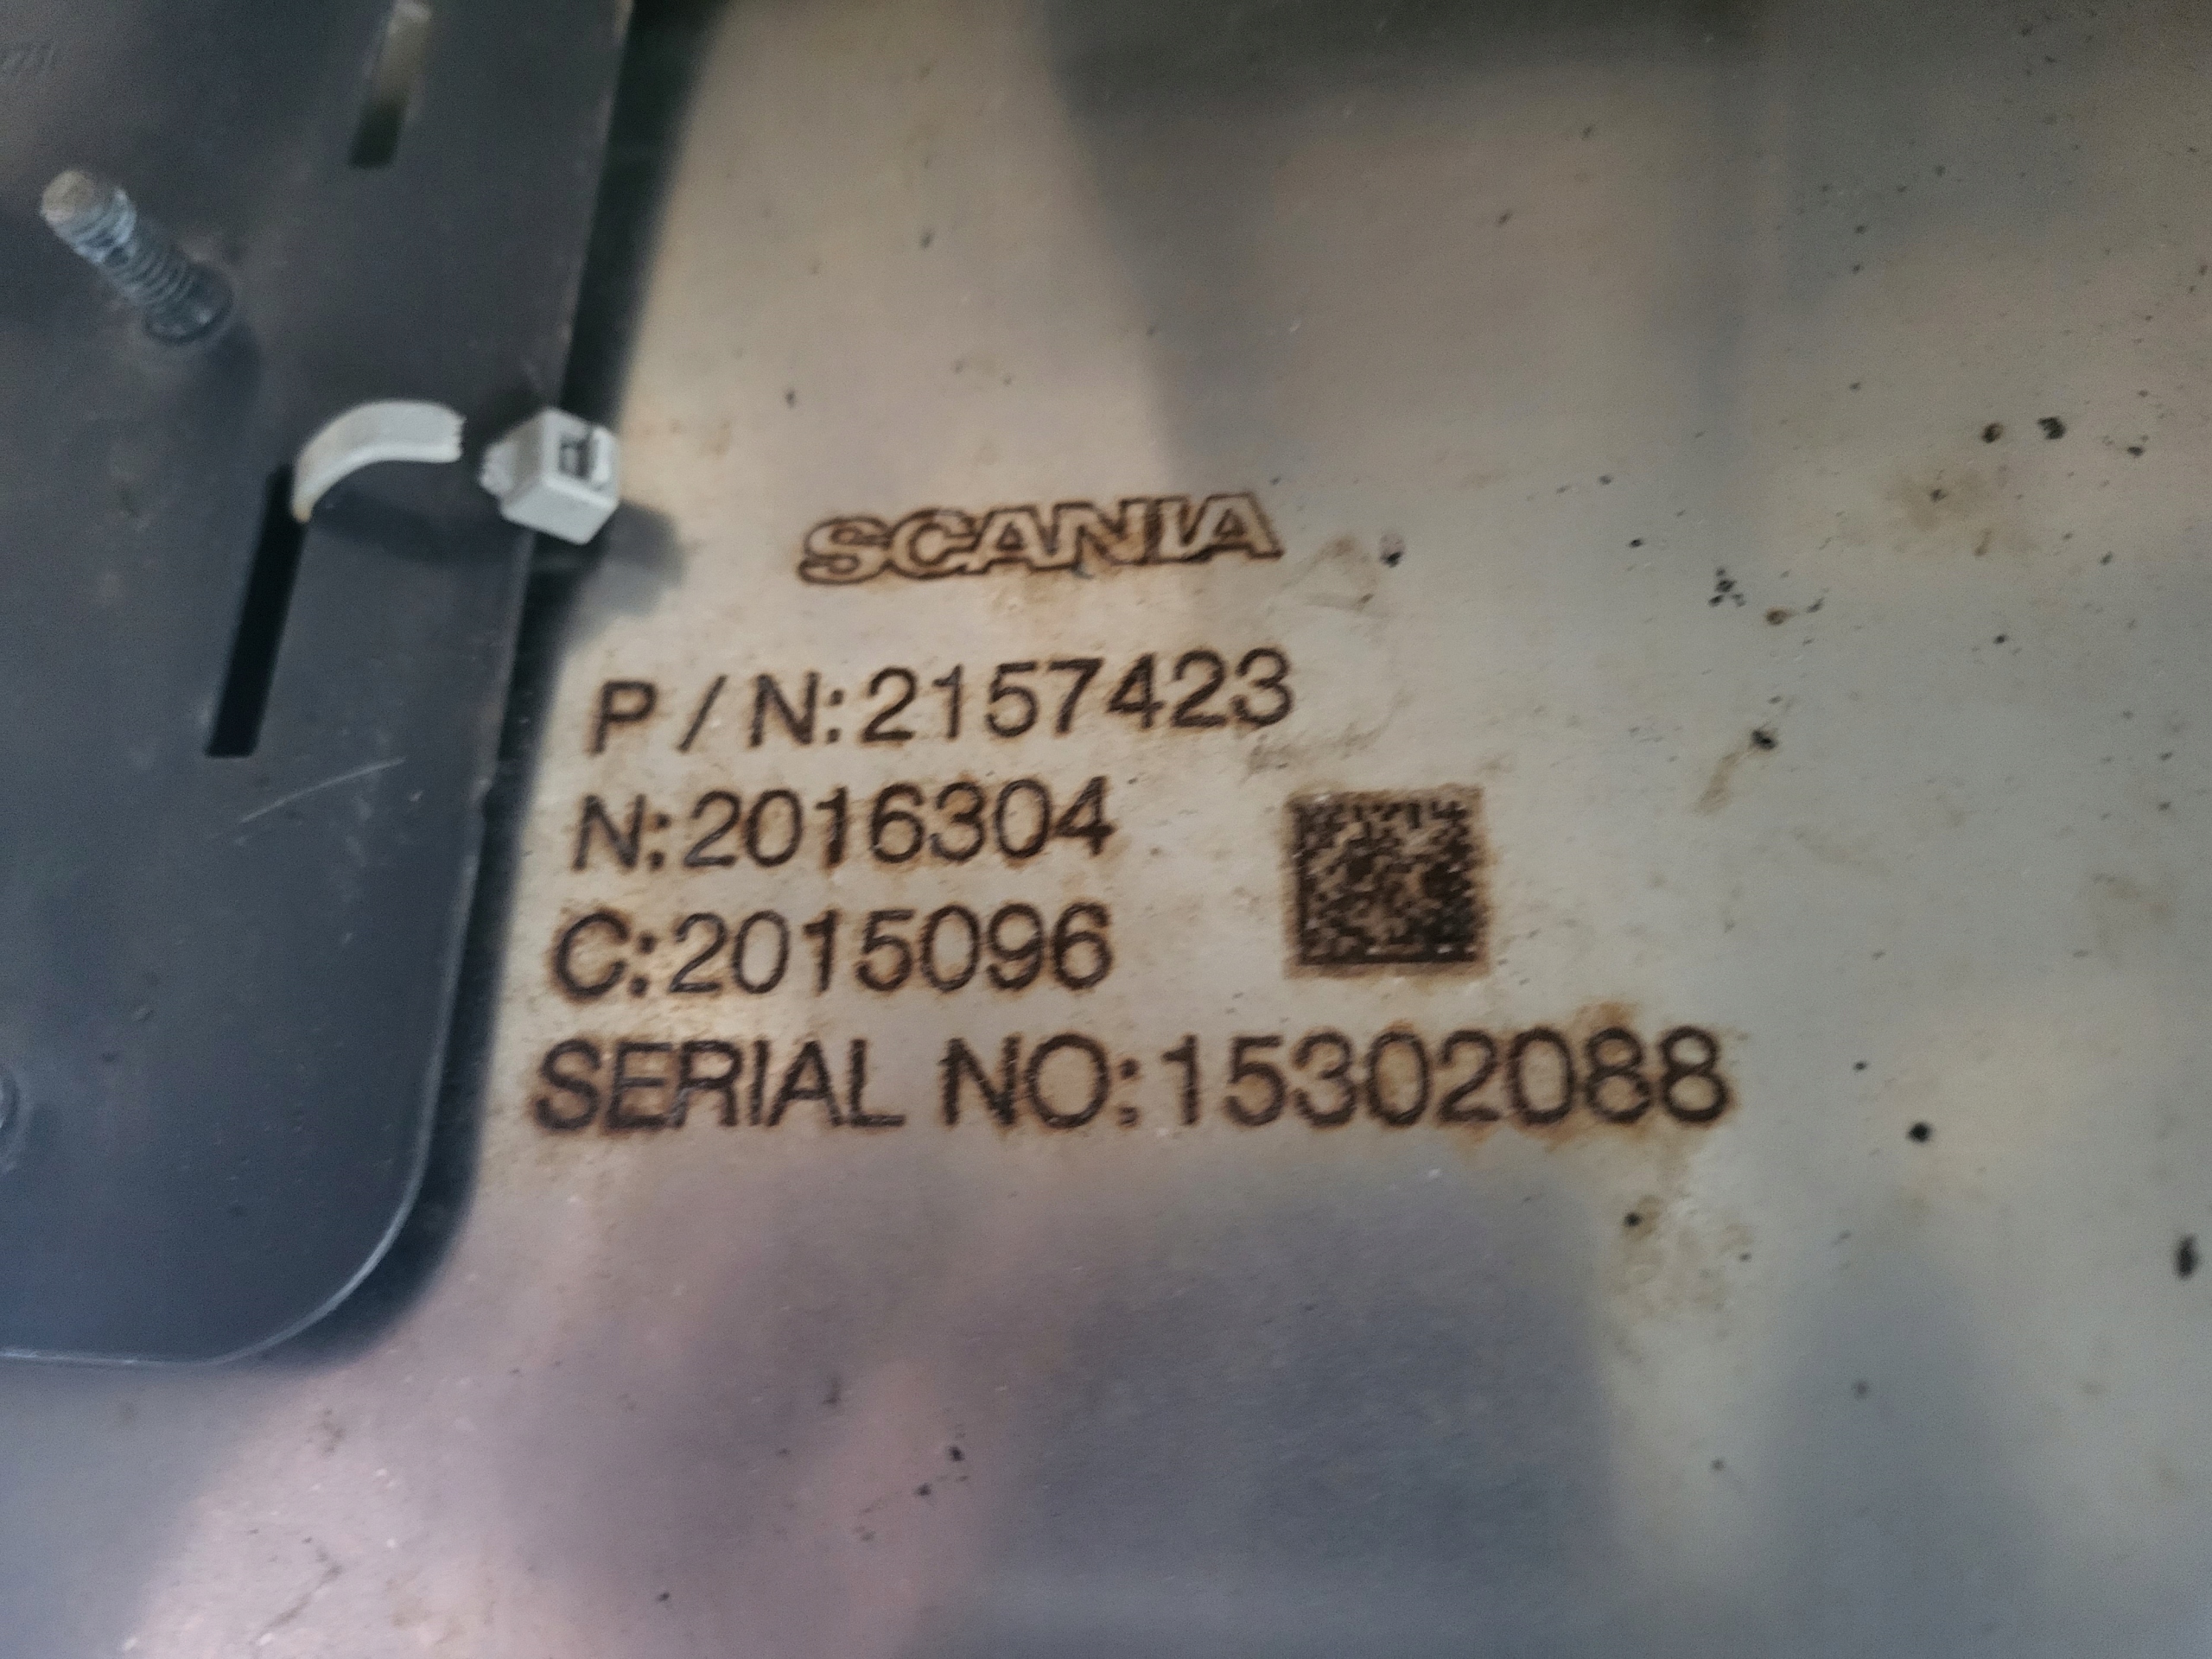 SCANIA
P / N:2157423
N:2016304
C:2015096
SERIAL NO:15302088